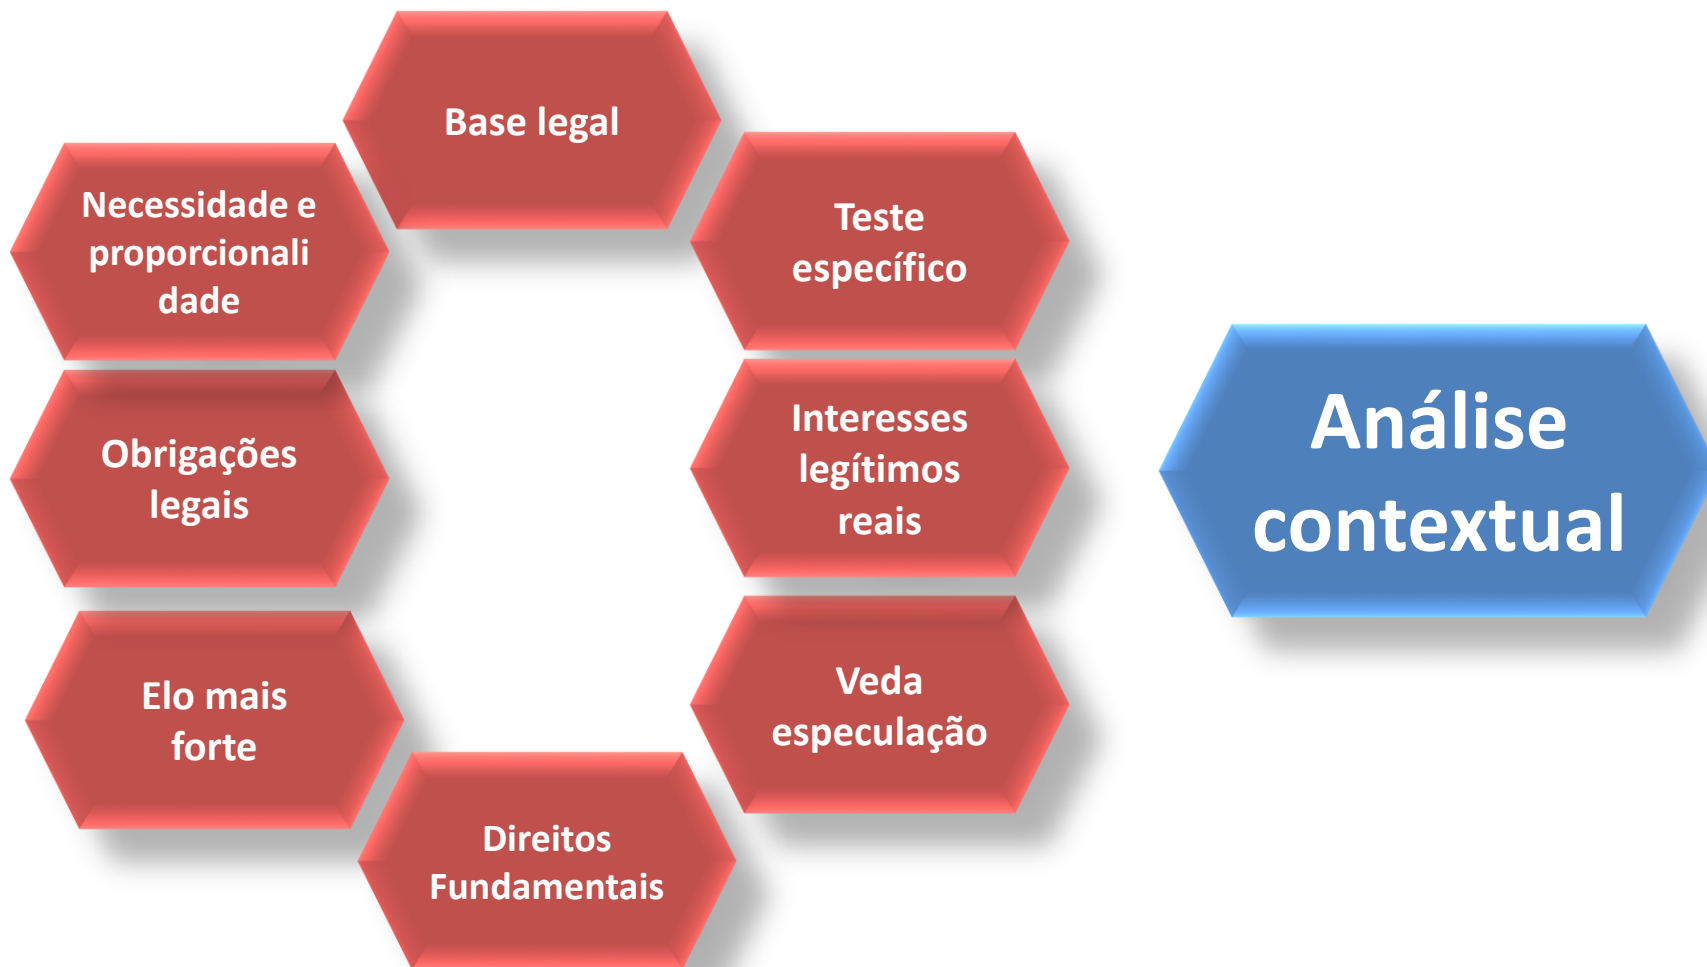 Base legal
Necessidade e
proporcionali
dade
Teste
específico
Obrigações
legais
Interesses
legítimos
reais
Análise
contextual
Elo mais
forte
Veda
especulação
Direitos
Fundamentais